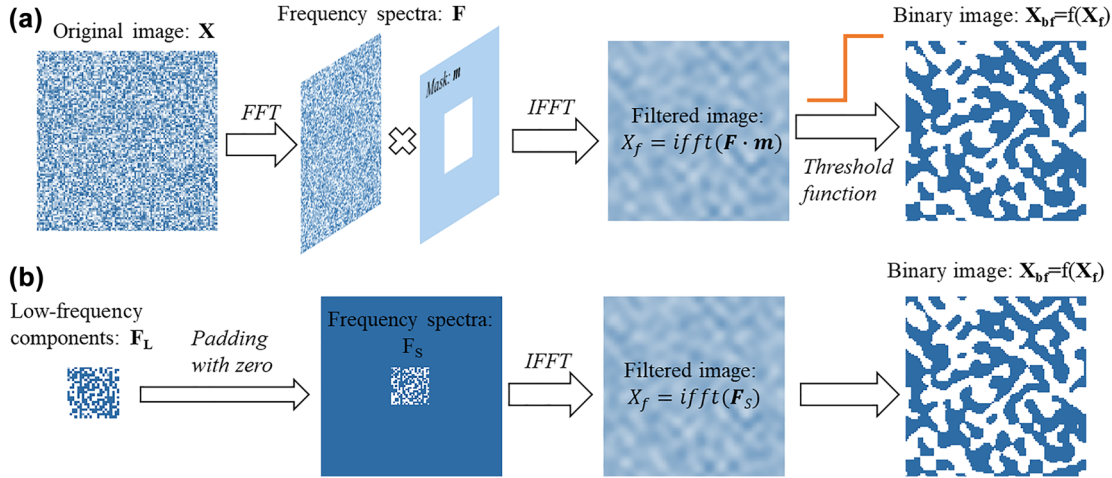 (a)
Original image: X
Frequency spectra: F
Binary image: X_bf=f(X_f)
FFT
Mask: m
IFFT
Filtered image:
X_f = ifft(F · m)
Threshold
function
(b)
Low-frequency
components: F_L
Padding
with zero
Frequency spectra:
F_S
IFFT
Filtered image:
X_f = ifft(F_S)
Binary image: X_bf=f(X_f)